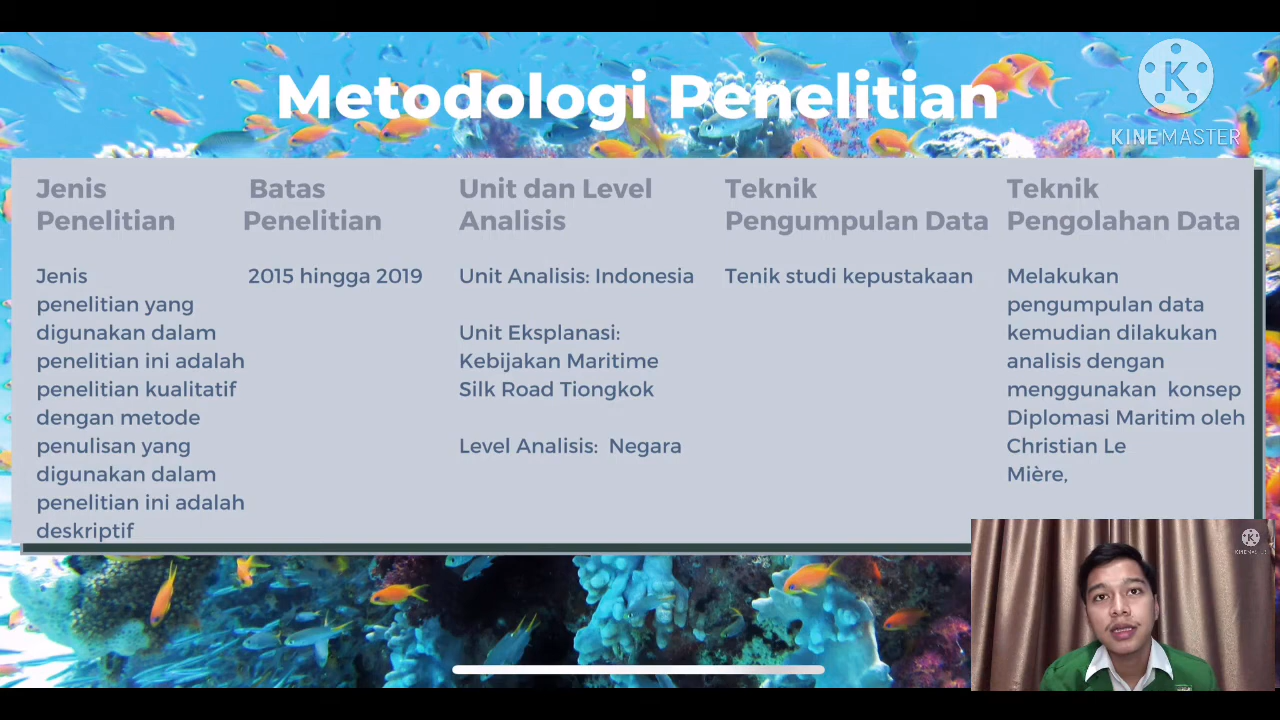 Metodologi Penelitian
KINEMASTER
Jenis
Penelitian
Jenis
penelitian yang
digunakan dalam
penelitian ini adalah
penelitian kualitatif
dengan metode
penulisan yang
digunakan dalam
penelitian ini adalah
deskriptif
Batas
Penelitian
2015 hingga 2019
Unit dan Level
Analisis
Unit Analisis: Indonesia
Unit Eksplanasi:
Kebijakan Maritime
Silk Road Tiongkok
Level Analisis:  Negara
Teknik
Pengumpulan Data
Tenik studi kepustakaan
Teknik
Pengolahan Data
Melakukan
pengumpulan data
kemudian dilakukan
analisis dengan
menggunakan  konsep
Diplomasi Maritim oleh
Christian Le
Mière,